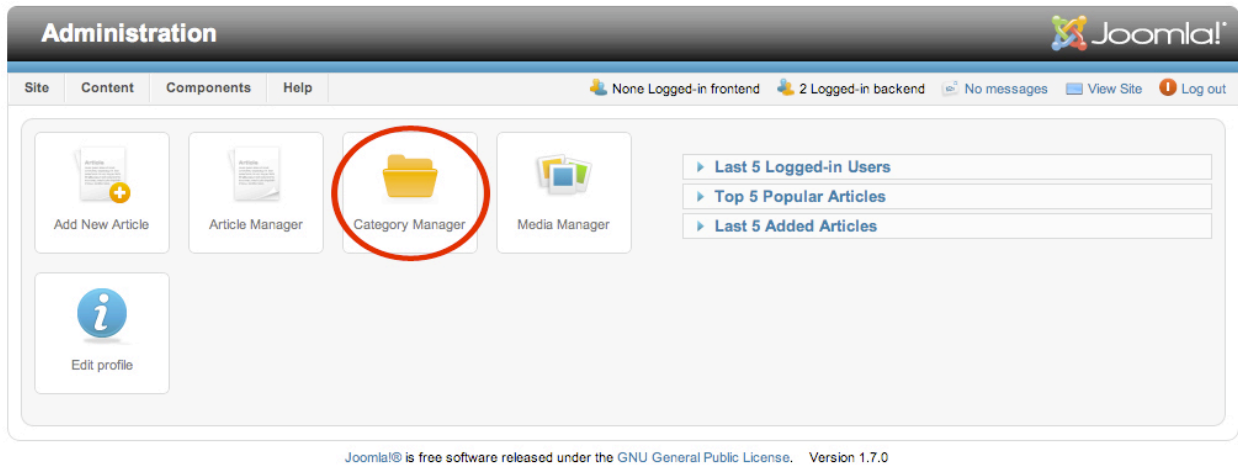 Administration
Joomla!
Site Content Components Help
None Logged-in frontend 2 Logged-in backend No messages View Site Log out
Article
Article
Add New Article Article Manager Category Manager Media Manager
Last 5 Logged-in Users
Top 5 Popular Articles
Last 5 Added Articles
Edit profile
Joomla!® is free software released under the GNU General Public License. Version 1.7.0